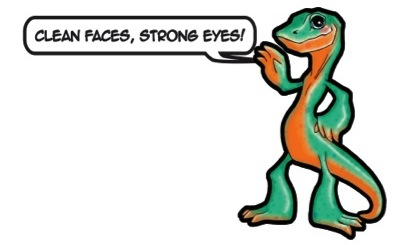 CLEAN FACES, STRONG EYES!